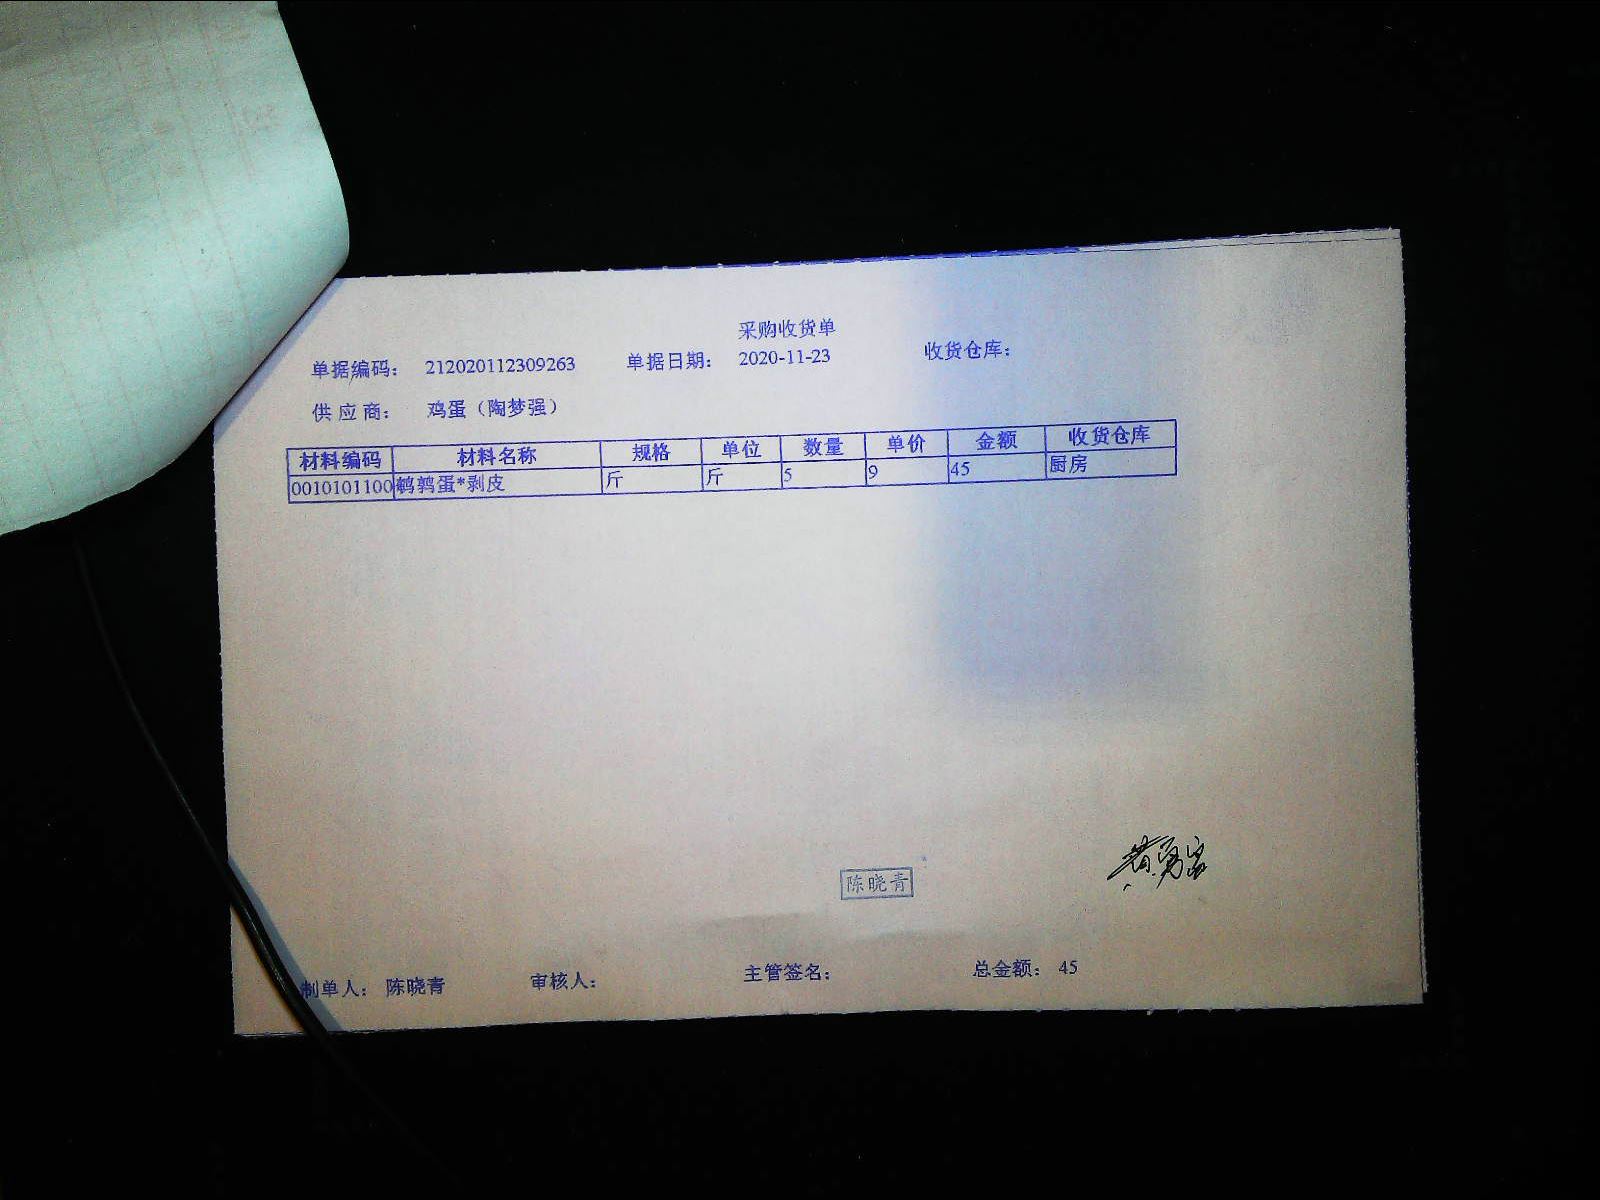 采购收货单
单据编码： 212020112309263 单据日期： 2020-11-23 收货仓库：
供应商： 鸡蛋（陶梦强）
材料编码 材料名称 规格 单位 数量 单价 金额 收货仓库
0010101100 鹌鹑蛋*剥皮 斤 斤 5 9 45 厨房
陈晓青
制单人： 陈晓青 审核人： 主管签名： 总金额： 45